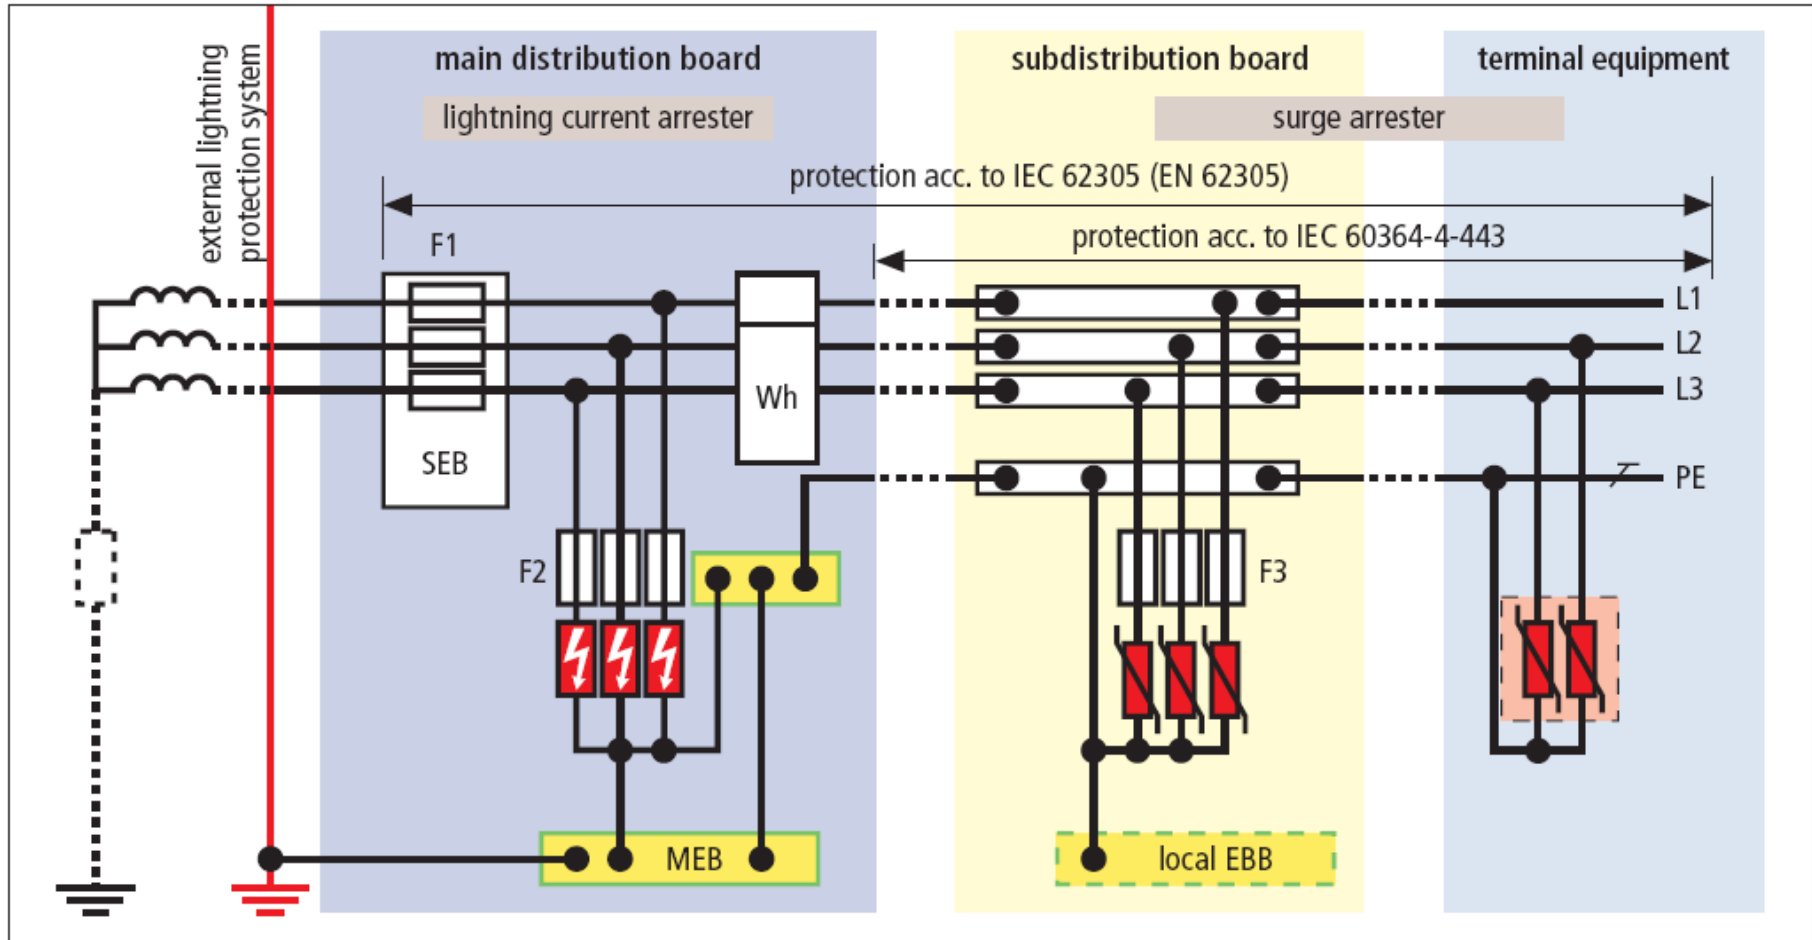 external lightning
protection system
main distribution board
subdistribution board
terminal equipment
lightning current arrester
surge arrester
protection acc. to IEC 62305 (EN 62305)
F1
protection acc. to IEC 60364-4-443
L1
L2
L3
Wh
SEB
PE
F2
F3
MEB
local EBB